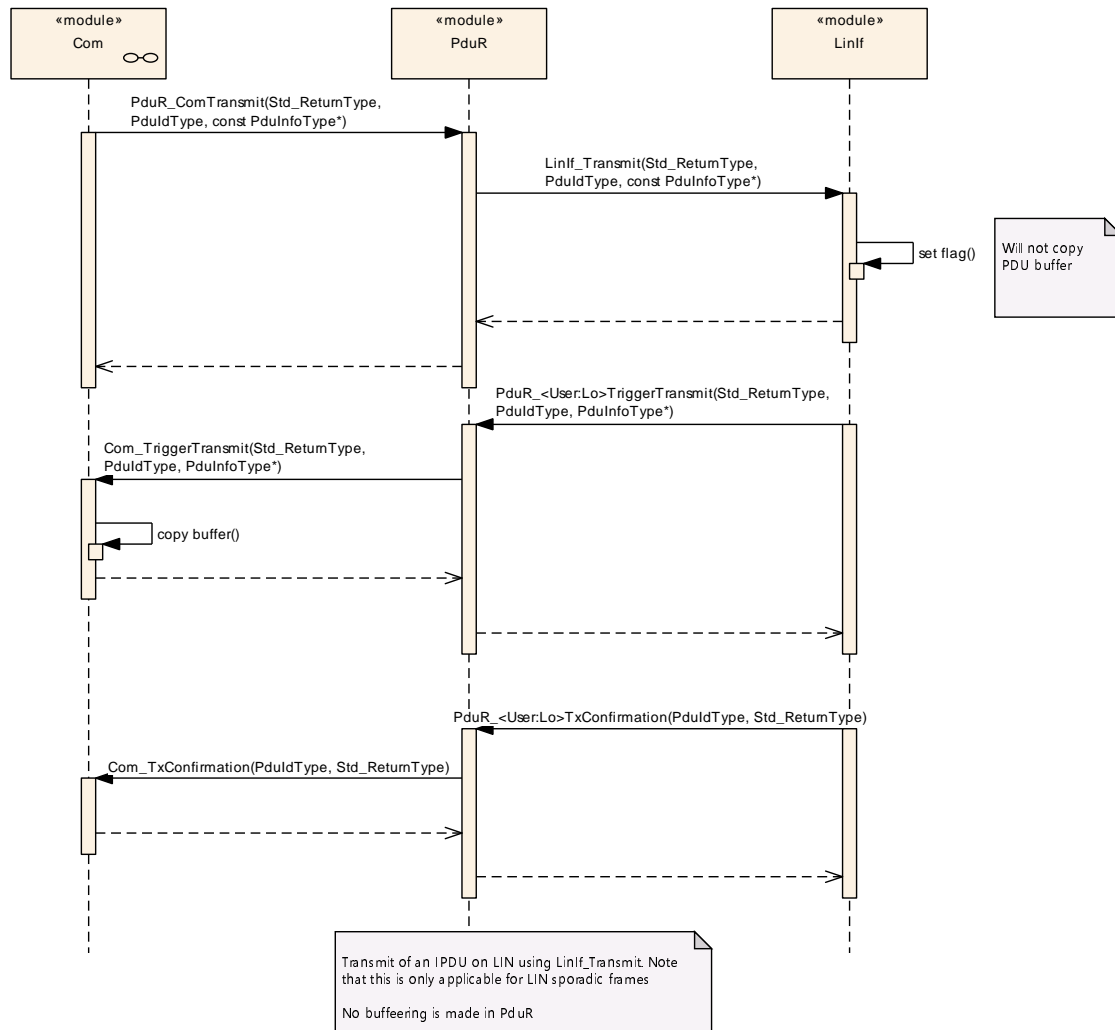 «module»
Com
«module»
PduR
«module»
LinIf
PduR_ComTransmit(Std_ReturnType,
PduIdType, const PduInfoType*)
LinIf_Transmit(Std_ReturnType,
PduIdType, const PduInfoType*)
set flag()
Will not copy
PDU buffer
PduR_<User:Lo>TriggerTransmit(Std_ReturnType,
PduIdType, PduInfoType*)
Com_TriggerTransmit(Std_ReturnType,
PduIdType, PduInfoType*)
copy buffer()
PduR_<User:Lo>TxConfirmation(PduIdType, Std_ReturnType)
Com_TxConfirmation(PduIdType, Std_ReturnType)
Transmit of an IPDU on LIN using LinIf_Transmit. Note
that this is only applicable for LIN sporadic frames
No buffeering is made in PduR